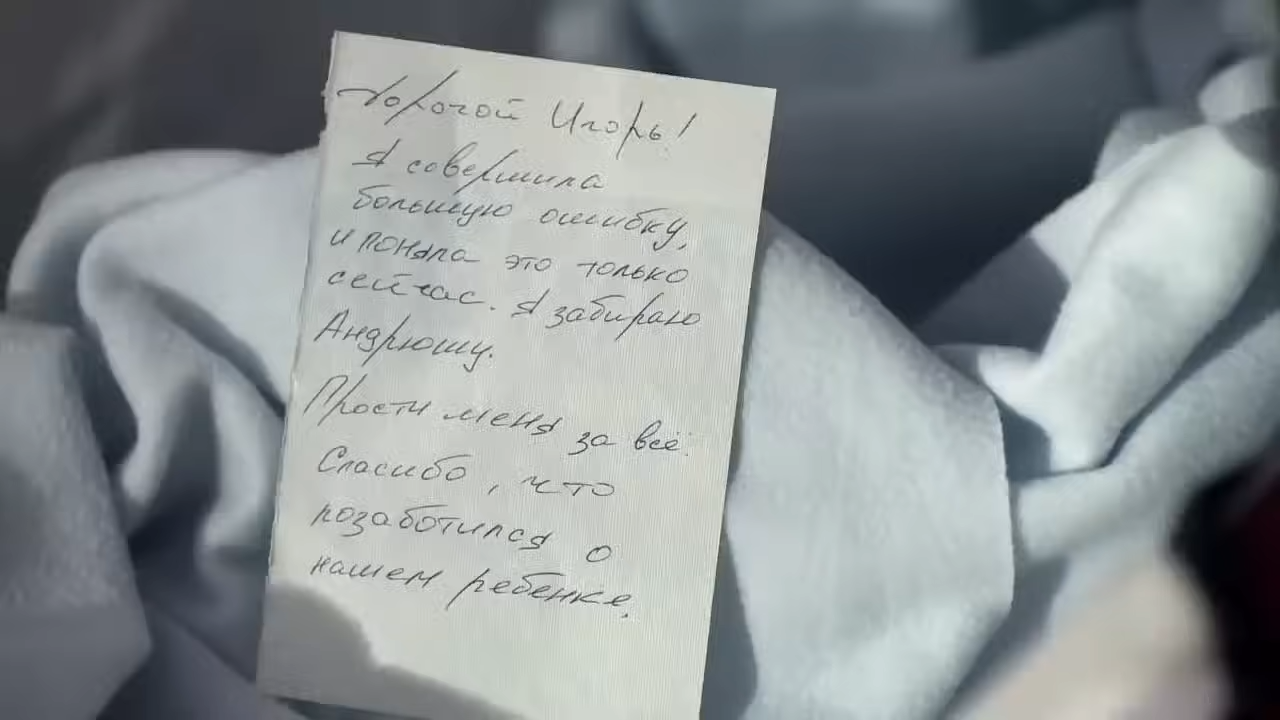 Дорогой Игорь!
Я совершила
большую ошибку,
и поняла это только
сейчас. Я забираю
Андрюшу.
Прости меня за всё.
Спасибо, что
позаботился о
нашем ребенке.